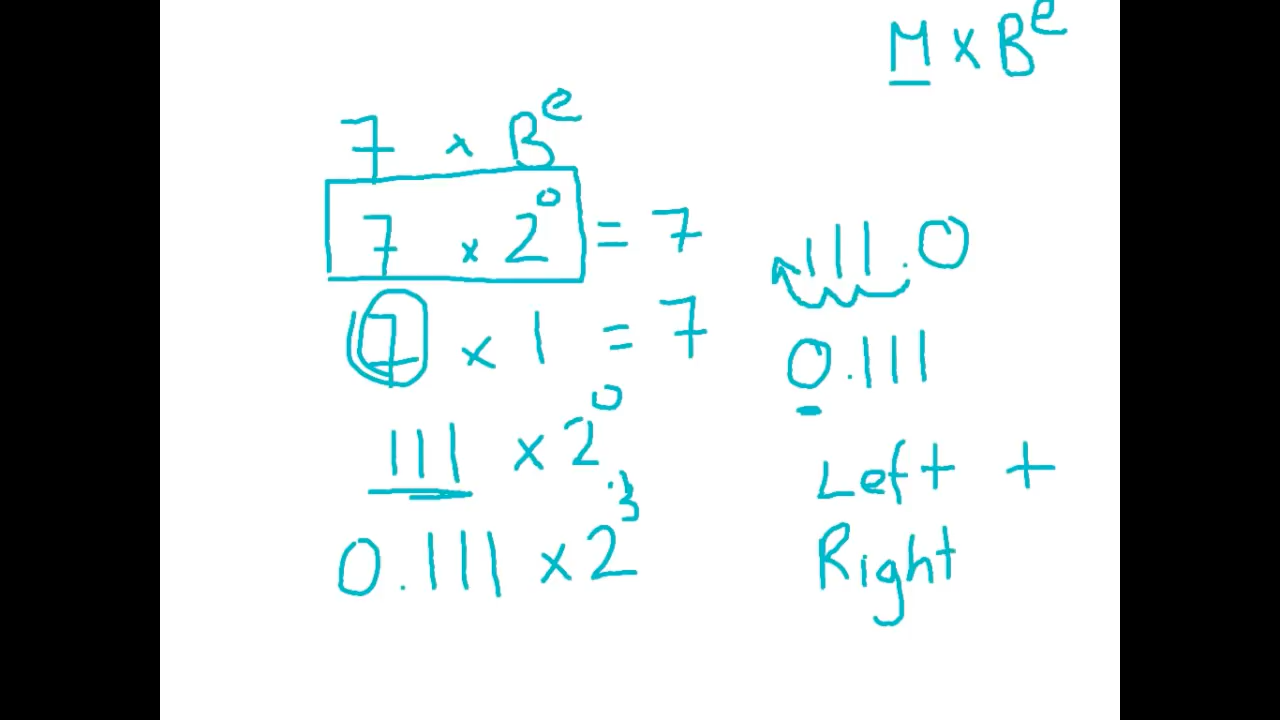 M x B^e
7 x B^e
7 x 2^0 = 7
111.0
7 x 1 = 7
0.111
111 x 2^0
Left +
0.111 x 2^3
Right